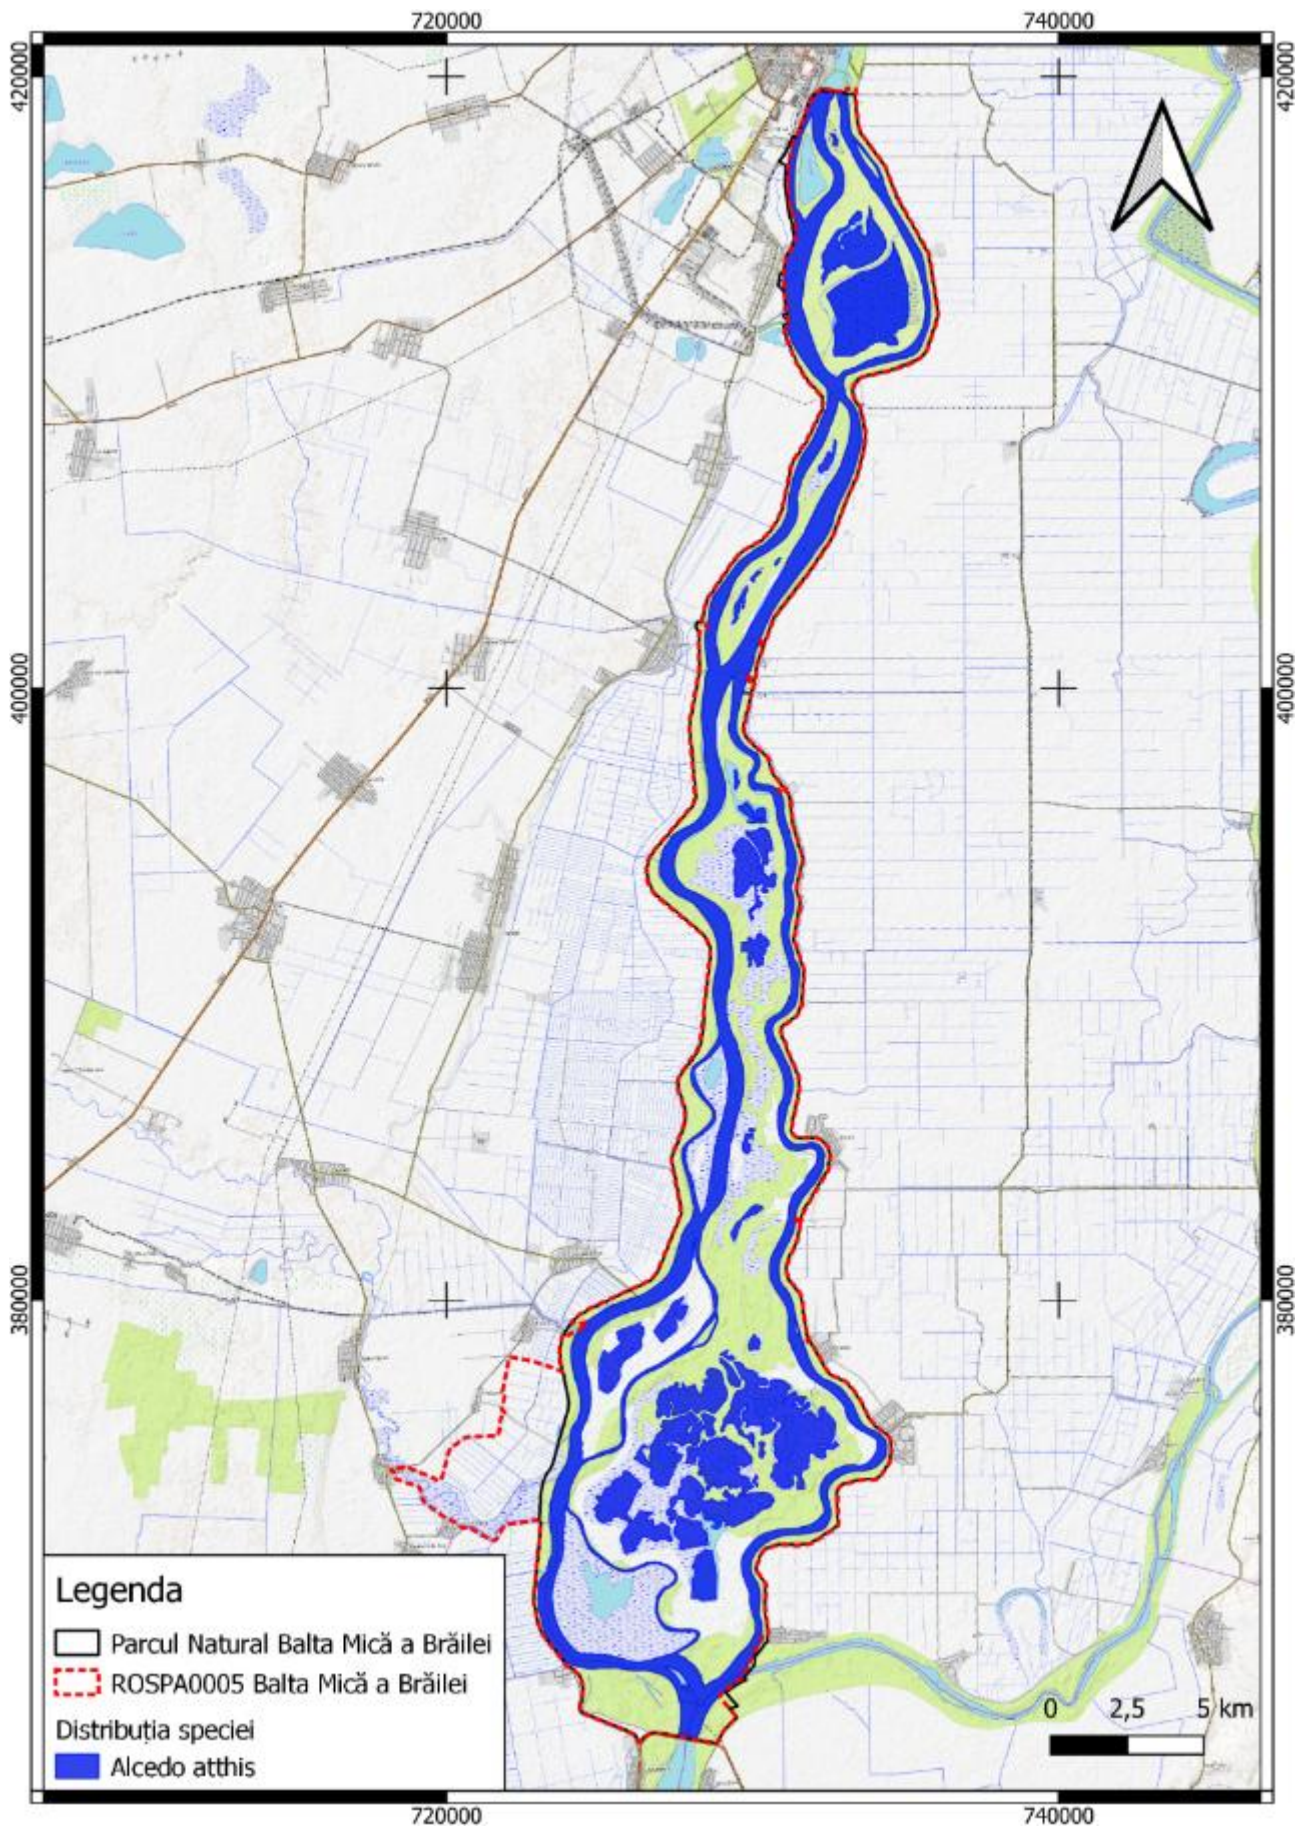 720000 740000
420000 420000
400000 400000
380000 380000
Legenda
Parcul Natural Balta Mică a Brăilei
ROSPA0005 Balta Mică a Brăilei
Distribuția speciei
Alcedo atthis
0 2,5 5 km
720000 740000